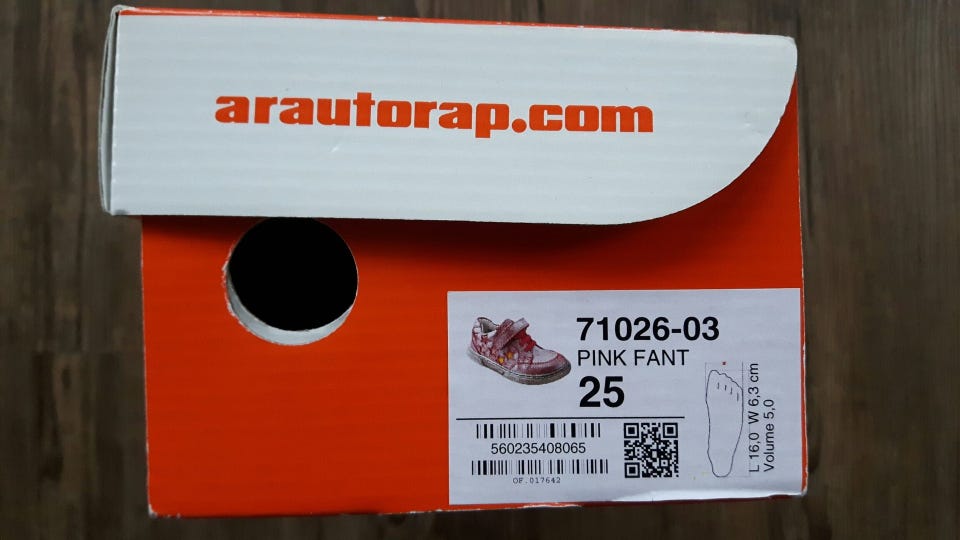 arautorap.com
71026-03
PINK FANT
25
560235408065
OF.017642
L 16,0 W 6,3 cm
Volume 5,0